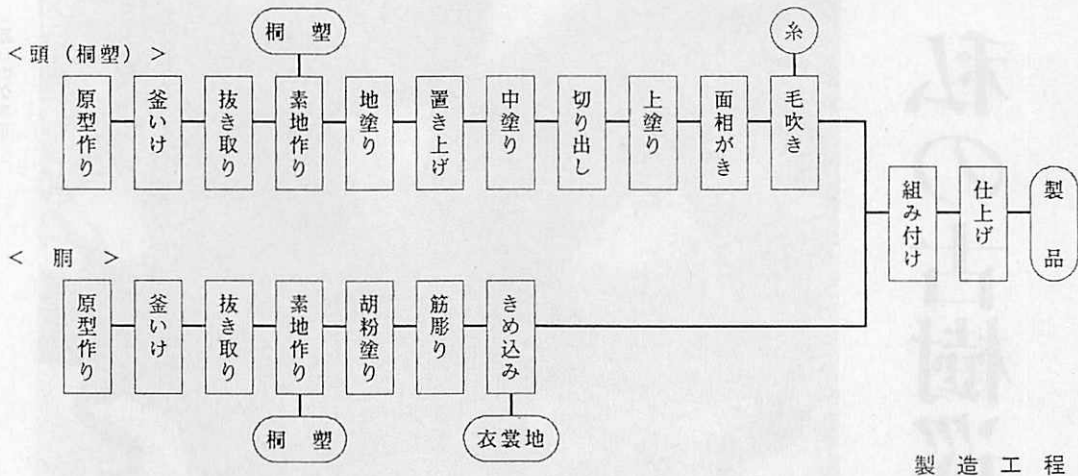 桐塑
糸
<頭（桐塑）>
原型作り
釜いけ
抜き取り
素地作り
地塗り
置き上げ
中塗り
切り出し
上塗り
面相がき
毛吹き
組み付け
仕上げ
製品
<胴>
原型作り
釜いけ
抜き取り
素地作り
胡粉塗り
筋彫り
きめ込み
桐塑
衣裳地
製造工程